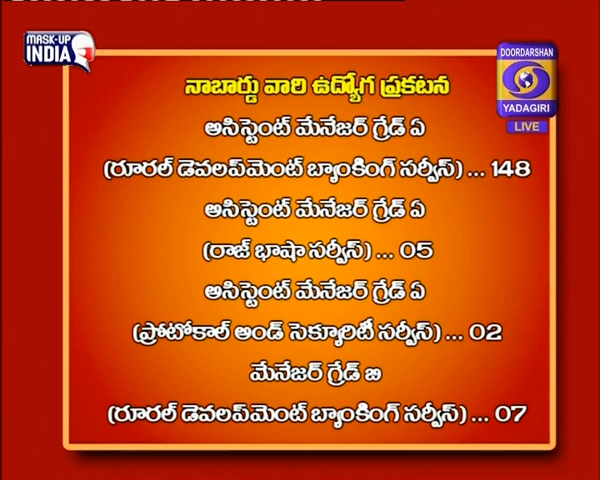 MASK-UP
INDIA
DOORDARSHAN
YADAGIRI
LIVE
నాబార్డు వారి ఉద్యోగ ప్రకటన
అసిస్టెంట్ మేనేజర్ గ్రేడ్ ఏ
(రూరల్ డెవలప్‌మెంట్ బ్యాంకింగ్ సర్వీస్) ... 148
అసిస్టెంట్ మేనేజర్ గ్రేడ్ ఏ
(రాజ్ భాషా సర్వీస్) ... 05
అసిస్టెంట్ మేనేజర్ గ్రేడ్ ఏ
(ప్రోటోకాల్ అండ్ సెక్యూరిటీ సర్వీస్) ... 02
మేనేజర్ గ్రేడ్ బి
(రూరల్ డెవలప్‌మెంట్ బ్యాంకింగ్ సర్వీస్) ... 07